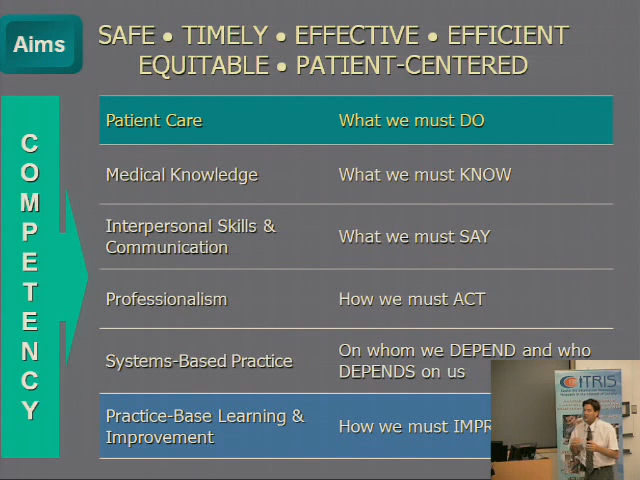 Aims
SAFE • TIMELY • EFFECTIVE • EFFICIENT
EQUITABLE • PATIENT-CENTERED
COMPETENCY
Patient Care What we must DO
Medical Knowledge What we must KNOW
Interpersonal Skills &
Communication
What we must SAY
Professionalism How we must ACT
Systems-Based Practice
On whom we DEPEND and who
DEPENDS on us
Practice-Base Learning &
Improvement
How we must IMPR
CITRIS